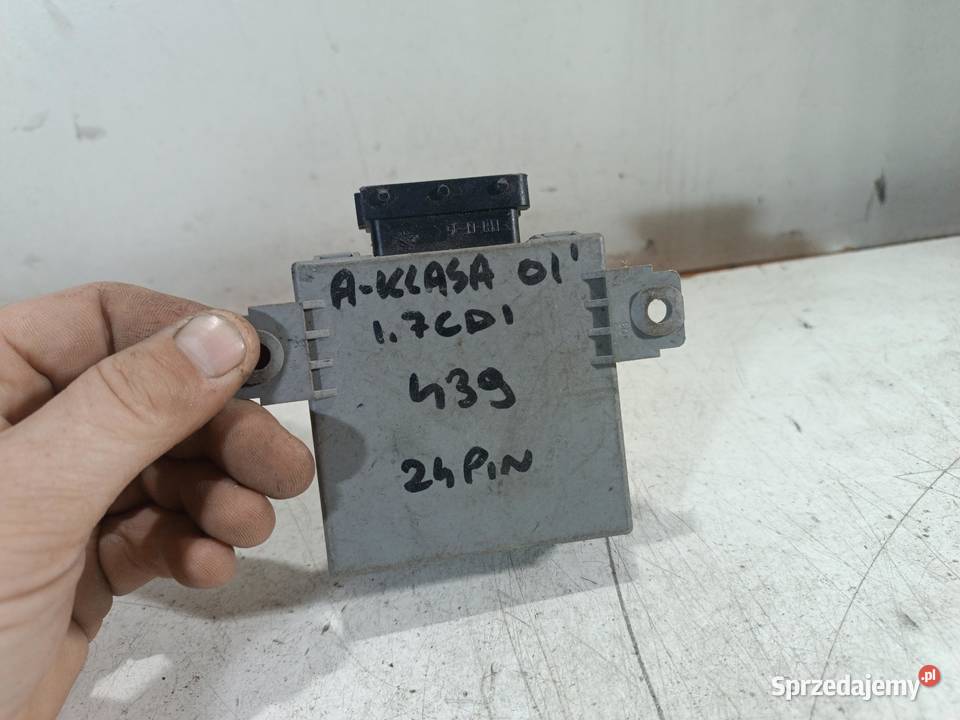 A-KLASA 01'
1.7CDI
439
24PIN
Sprzedajemy.pl